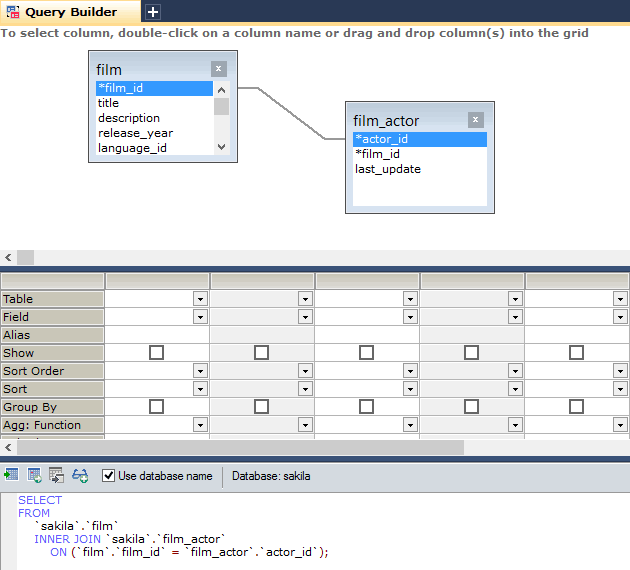 Query Builder
To select column, double-click on a column name or drag and drop column(s) into the grid
film
*film_id
title
description
release_year
language_id
film_actor
*actor_id
*film_id
last_update
Table
Field
Alias
Show
Sort Order
Sort
Group By
Agg: Function
Use database name Database: sakila
SELECT
FROM
`sakila`.`film`
INNER JOIN `sakila`.`film_actor`
ON (`film`.`film_id` = `film_actor`.`actor_id`);